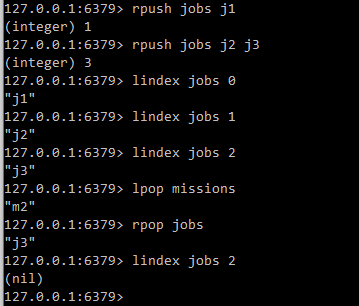 127.0.0.1:6379> rpush jobs j1
(integer) 1
127.0.0.1:6379> rpush jobs j2 j3
(integer) 3
127.0.0.1:6379> lindex jobs 0
"j1"
127.0.0.1:6379> lindex jobs 1
"j2"
127.0.0.1:6379> lindex jobs 2
"j3"
127.0.0.1:6379> lpop missions
"m2"
127.0.0.1:6379> rpop jobs
"j3"
127.0.0.1:6379> lindex jobs 2
(nil)
127.0.0.1:6379>